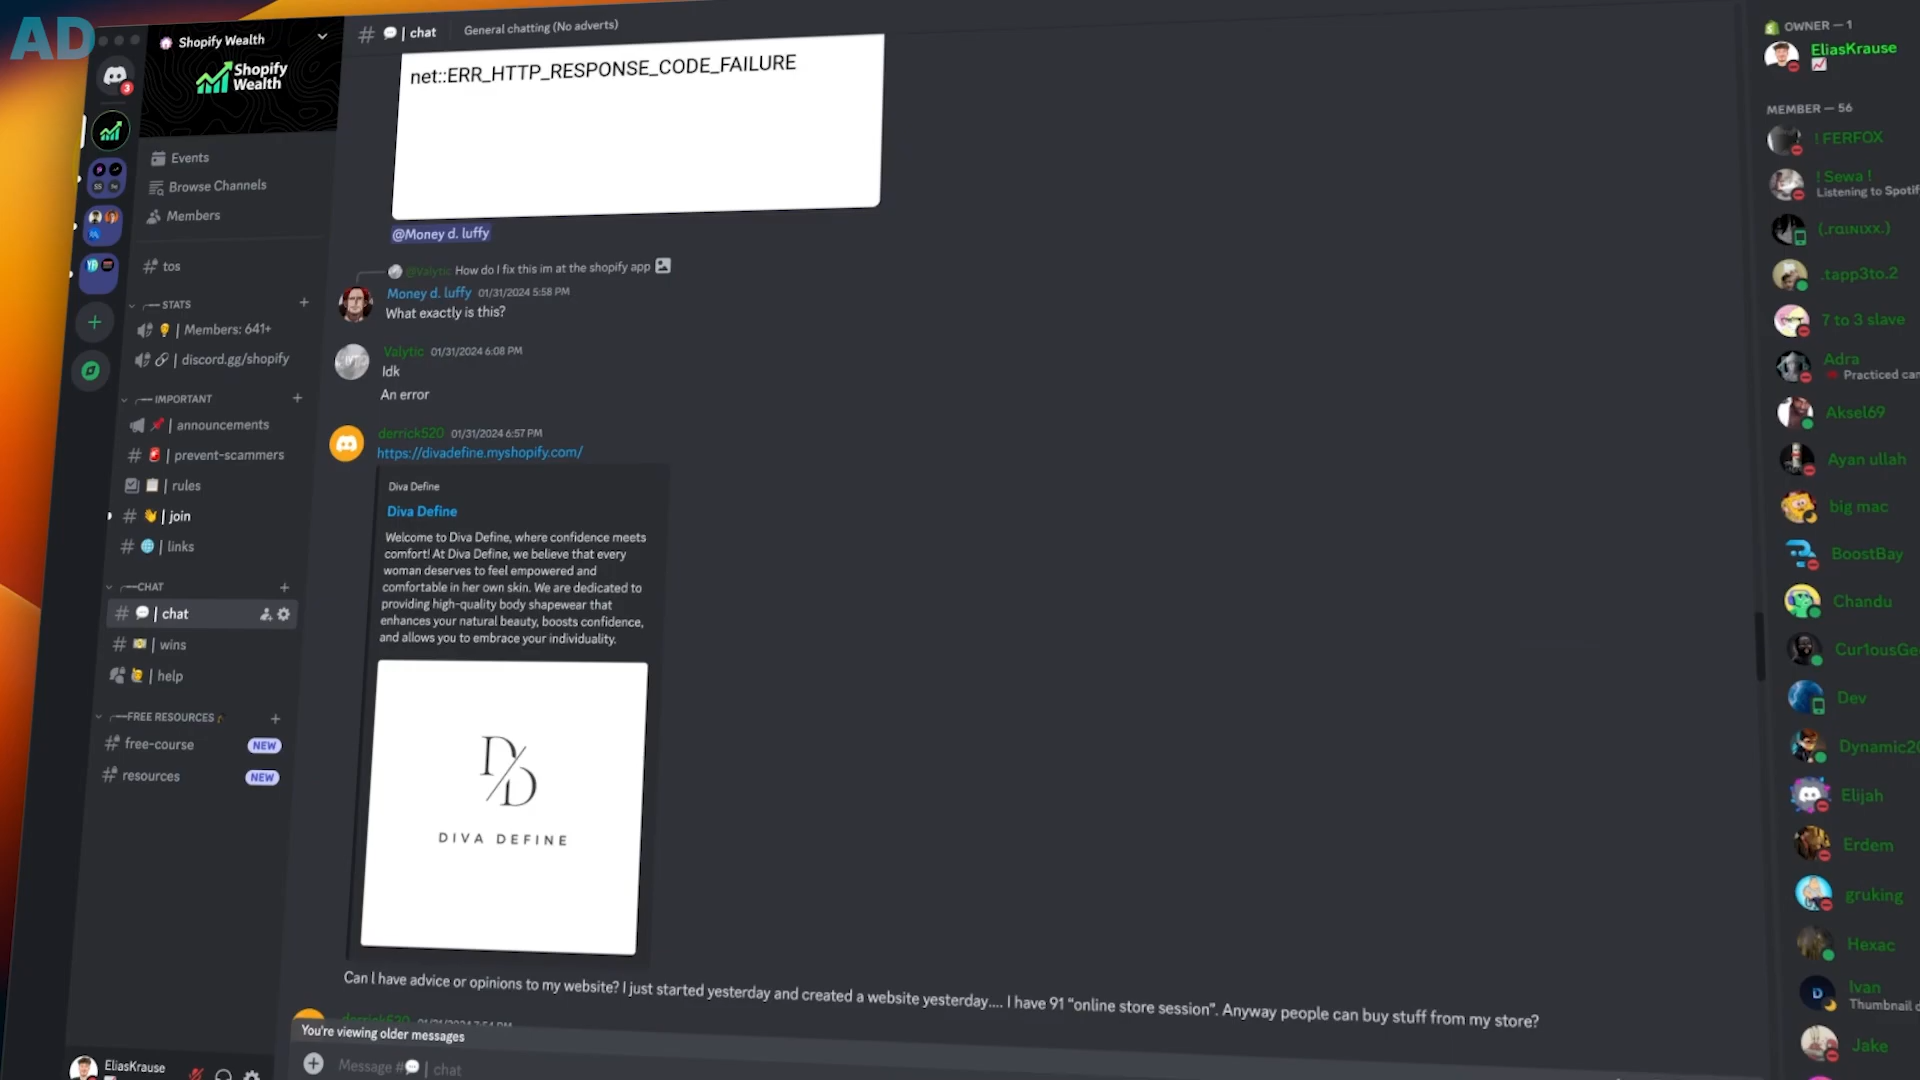 AD
Shopify Wealth
Shopify
Wealth
3
Events
Browse Channels
Members
tos
STATS
| Members: 641+
| discord.gg/shopify
IMPORTANT
| announcements
| prevent-scammers
| rules
| join
| links
CHAT
| chat
| wins
| help
FREE RESOURCES
free-course NEW
resources NEW
EliasKrause
# | chat General chatting (No adverts)
net::ERR_HTTP_RESPONSE_CODE_FAILURE
@Money d. luffy
@Valytic How do I fix this im at the shopify app
Money d. luffy 01/31/2024 5:58 PM
What exactly is this?
Valytic 01/31/2024 6:08 PM
Idk
An error
derrick520 01/31/2024 6:57 PM
https://divadefine.myshopify.com/
Diva Define
Diva Define
Welcome to Diva Define, where confidence meets
comfort! At Diva Define, we believe that every
woman deserves to feel empowered and
comfortable in her own skin. We are dedicated to
providing high-quality body shapewear that
enhances your natural beauty, boosts confidence,
and allows you to embrace your individuality.
D/D
DIVA DEFINE
Can I have advice or opinions to my website? I just started yesterday and created a website yesterday.... I have 91 “online store session”. Anyway people can buy stuff from my store?
derrick520
You're viewing older messages
Message # | chat
OWNER — 1
EliasKrause
MEMBER — 56
! FERFOX
! Sewa !
Listening to Spotif
(.raınıxx.)
.tapp3to.2
7 to 3 slave
Adra
Practiced can
Aksel69
Ayan ullah
big mac
BoostBay
Chandu
Cur1ousGe
Dev
Dynamic20
Elijah
Erdem
gruking
Hexac
Ivan
Thumbnail d
Jake